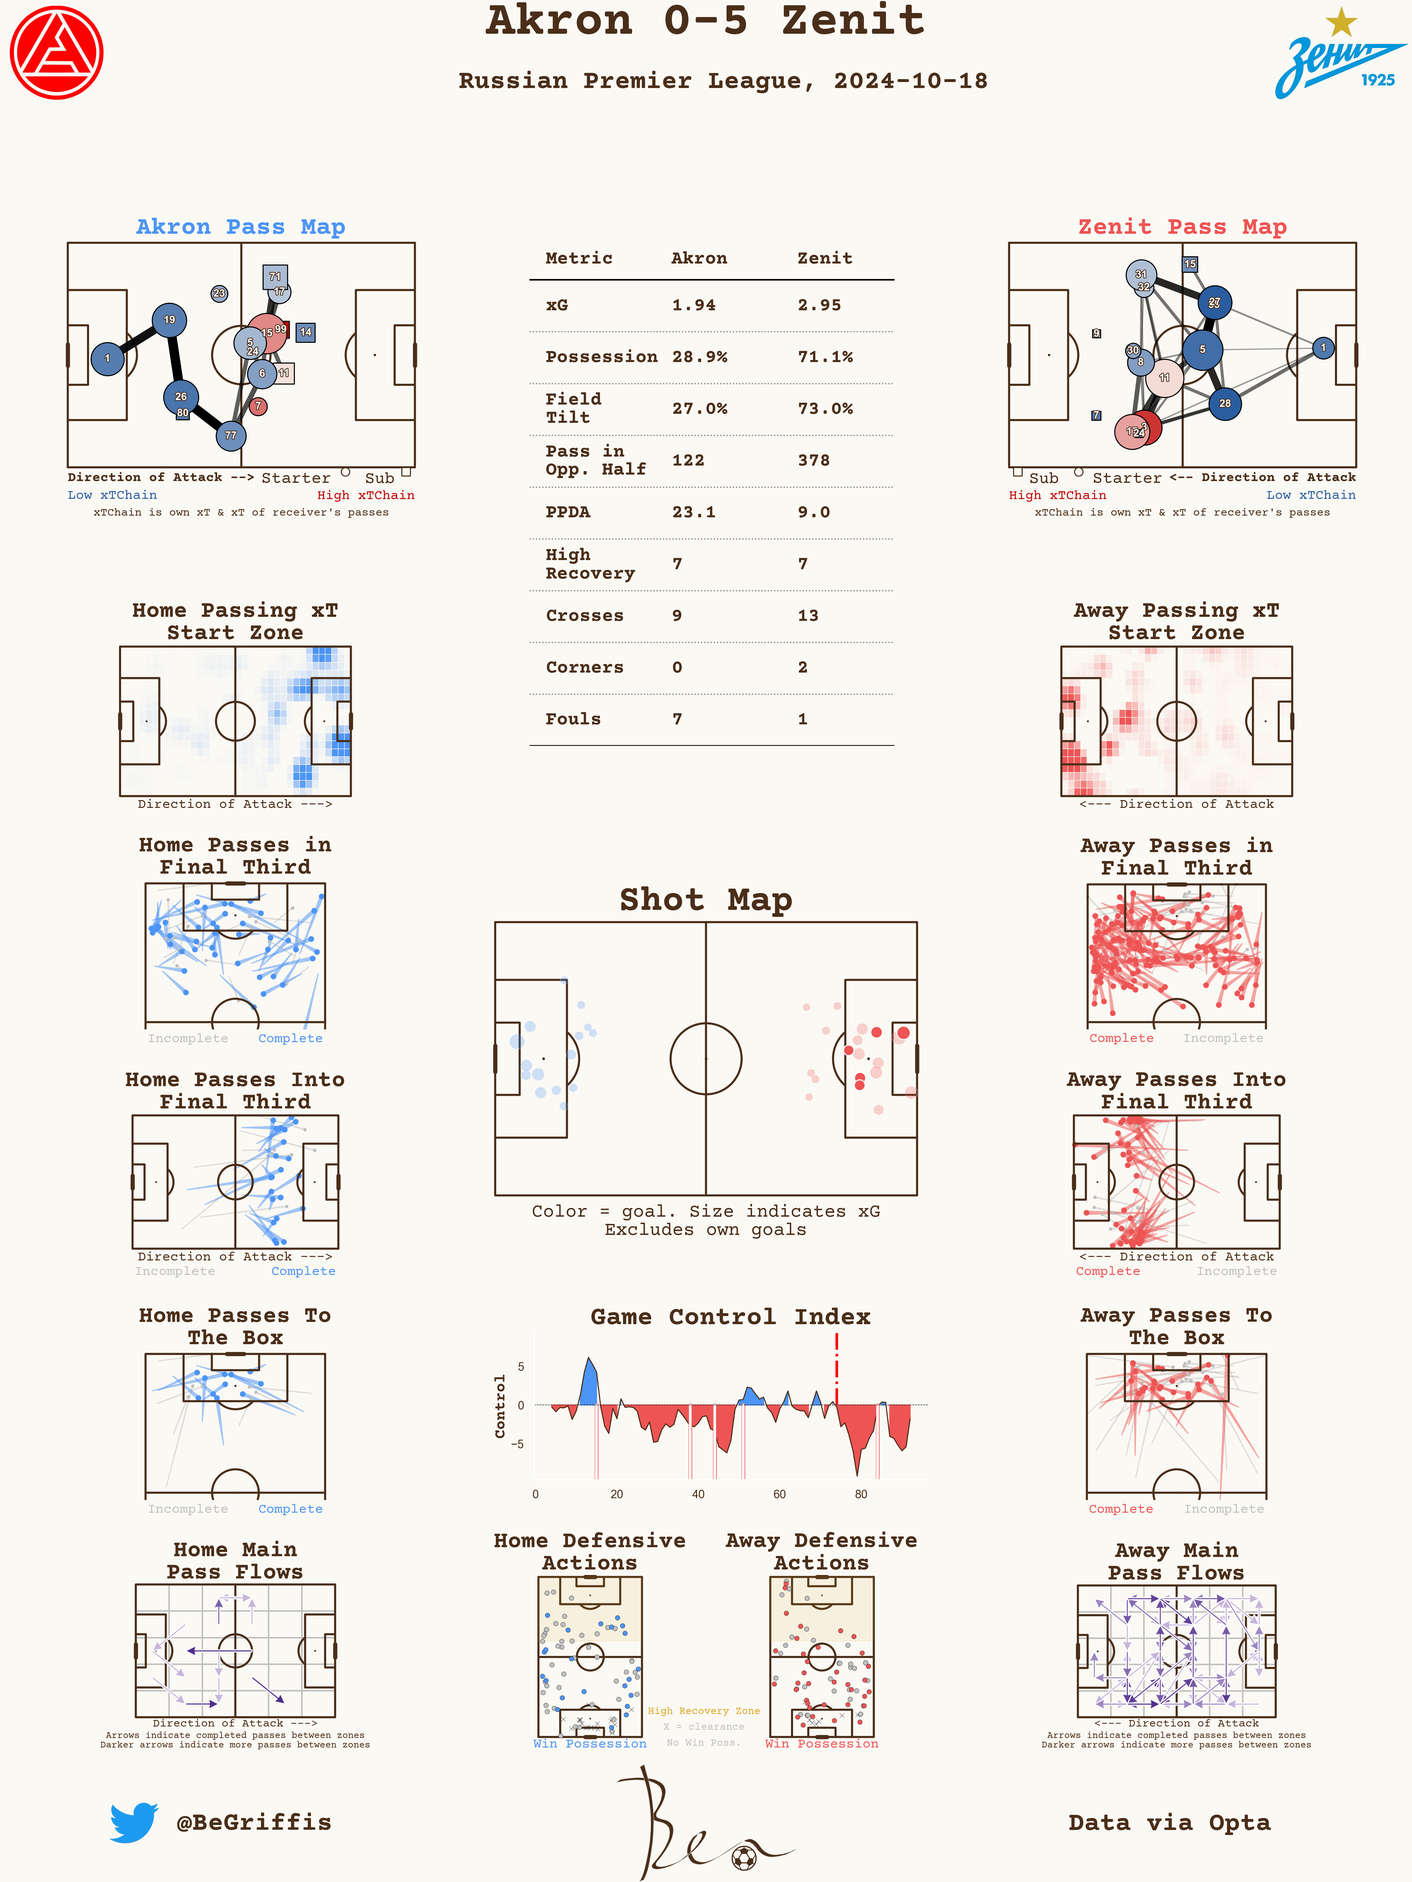 Akron 0-5 Zenit
Russian Premier League, 2024-10-18
Зенит
1925
Akron Pass Map
71
17
23
19
15
99
14
5
24
1
6
11
26
80
7
77
Direction of Attack --> Starter Sub
Low xTChain High xTChain
xTChain is own xT & xT of receiver's passes
Metric Akron Zenit
xG 1.94 2.95
Possession 28.9% 71.1%
Field
Tilt 27.0% 73.0%
Pass in
Opp. Half 122 378
PPDA 23.1 9.0
High
Recovery 7 7
Crosses 9 13
Corners 0 2
Fouls 7 1
Zenit Pass Map
15
31
32
27
9
30
5
1
8
11
28
7
3
24
Sub Starter <-- Direction of Attack
High xTChain Low xTChain
xTChain is own xT & xT of receiver's passes
Home Passing xT
Start Zone
Direction of Attack --->
Away Passing xT
Start Zone
<--- Direction of Attack
Home Passes in
Final Third
Incomplete Complete
Away Passes in
Final Third
Complete Incomplete
Shot Map
Color = goal. Size indicates xG
Excludes own goals
Home Passes Into
Final Third
Direction of Attack --->
Incomplete Complete
Away Passes Into
Final Third
<--- Direction of Attack
Complete Incomplete
Home Passes To
The Box
Incomplete Complete
Game Control Index
Control
5
0
−5
0 20 40 60 80
Away Passes To
The Box
Complete Incomplete
Home Main
Pass Flows
Direction of Attack --->
Arrows indicate completed passes between zones
Darker arrows indicate more passes between zones
Home Defensive
Actions
Win Possession
Away Defensive
Actions
Win Possession
High Recovery Zone
X = clearance
No Win Poss.
Away Main
Pass Flows
<--- Direction of Attack
Arrows indicate completed passes between zones
Darker arrows indicate more passes between zones
@BeGriffis
Ben
Data via Opta